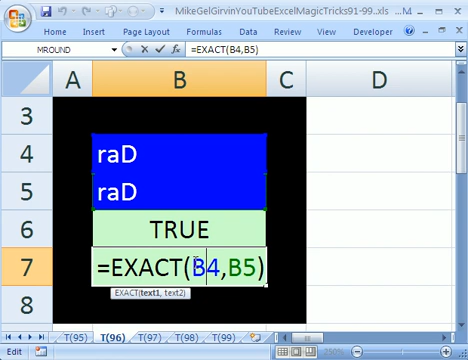 MikeGelGirvinYouTubeExcelMagicTricks91-99.xls
Home Insert Page Layout Formulas Data Review View Developer
MROUND
=EXACT(B4,B5)
A B C D
3
4 raD
5 raD
6 TRUE
7 =EXACT(B4,B5)
EXACT(text1, text2)
8
T(95) T(96) T(97) T(98) T(99)
290%